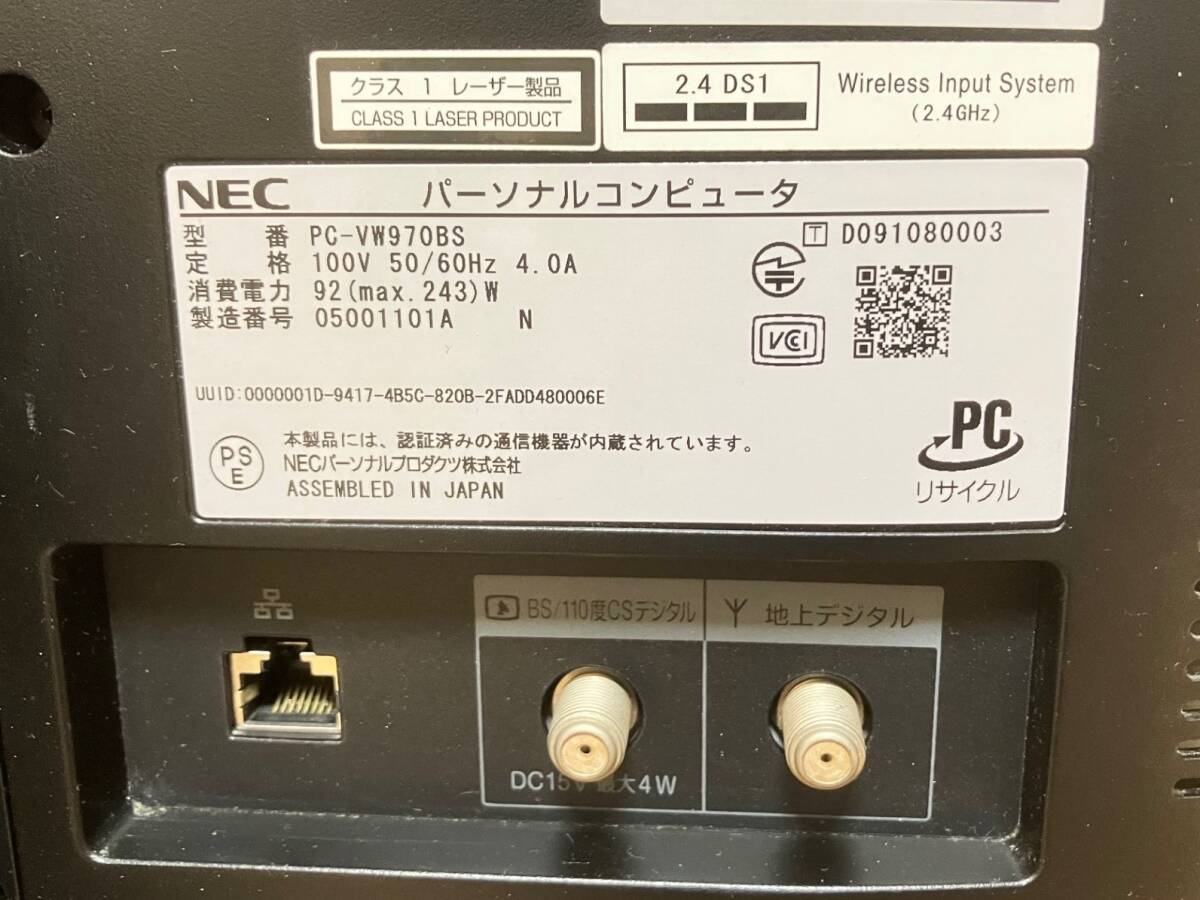 クラス 1 レーザー製品
CLASS 1 LASER PRODUCT
2.4 DS1
Wireless Input System
(2.4GHz)
NEC パーソナルコンピュータ
型 番 PC-VW970BS
定 格 100V 50/60Hz 4.0A
消費電力 92(max.243)W
製造番号 05001101A N
T D091080003
VCCI
UUID:0000001D-9417-4B5C-820B-2FADD480006E
PSE
本製品には、認証済みの通信機器が内蔵されています。
NECパーソナルプロダクツ株式会社
ASSEMBLED IN JAPAN
PC
リサイクル
BS/110度CSデジタル
地上デジタル
DC15V 最大4W